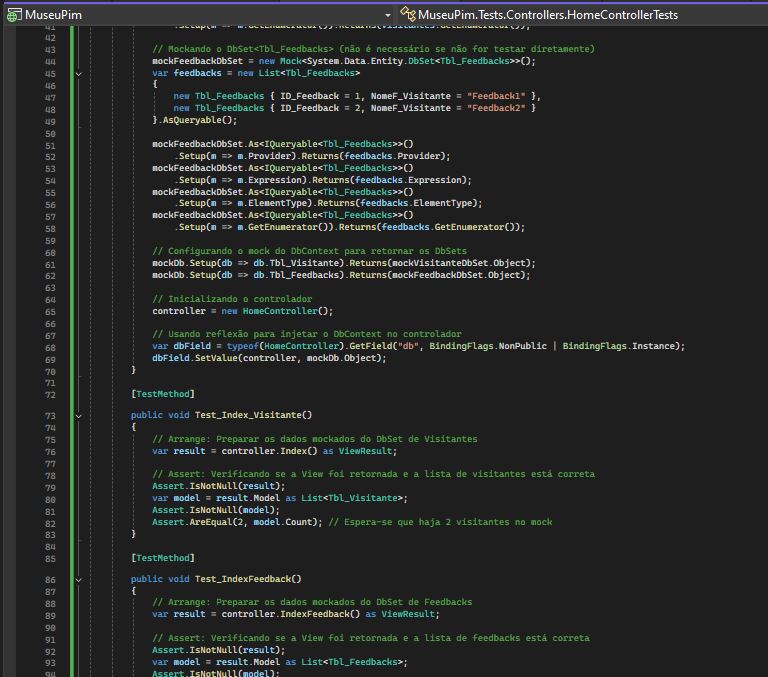 MuseuPim
MuseuPim.Tests.Controllers.HomeControllerTests
41 .Setup(m => m.GetEnumerator()).Returns(visitantes.GetEnumerator());
42
43 // Mockando o DbSet<Tbl_Feedbacks> (não é necessário se não for testar diretamente)
44 mockFeedbackDbSet = new Mock<System.Data.Entity.DbSet<Tbl_Feedbacks>>();
45 var feedbacks = new List<Tbl_Feedbacks>
46 {
47 new Tbl_Feedbacks { ID_Feedback = 1, NomeF_Visitante = "Feedback1" },
48 new Tbl_Feedbacks { ID_Feedback = 2, NomeF_Visitante = "Feedback2" }
49 }.AsQueryable();
50
51 mockFeedbackDbSet.As<IQueryable<Tbl_Feedbacks>>()
52 .Setup(m => m.Provider).Returns(feedbacks.Provider);
53 mockFeedbackDbSet.As<IQueryable<Tbl_Feedbacks>>()
54 .Setup(m => m.Expression).Returns(feedbacks.Expression);
55 mockFeedbackDbSet.As<IQueryable<Tbl_Feedbacks>>()
56 .Setup(m => m.ElementType).Returns(feedbacks.ElementType);
57 mockFeedbackDbSet.As<IQueryable<Tbl_Feedbacks>>()
58 .Setup(m => m.GetEnumerator()).Returns(feedbacks.GetEnumerator());
59
60 // Configurando o mock do DbContext para retornar os DbSets
61 mockDb.Setup(db => db.Tbl_Visitante).Returns(mockVisitanteDbSet.Object);
62 mockDb.Setup(db => db.Tbl_Feedbacks).Returns(mockFeedbackDbSet.Object);
63
64 // Inicializando o controlador
65 controller = new HomeController();
66
67 // Usando reflexão para injetar o DbContext no controlador
68 var dbField = typeof(HomeController).GetField("db", BindingFlags.NonPublic | BindingFlags.Instance);
69 dbField.SetValue(controller, mockDb.Object);
70 }
71
72 [TestMethod]
73 public void Test_Index_Visitante()
74 {
75 // Arrange: Preparar os dados mockados do DbSet de Visitantes
76 var result = controller.Index() as ViewResult;
77
78 // Assert: Verificando se a View foi retornada e a lista de visitantes está correta
79 Assert.IsNotNull(result);
80 var model = result.Model as List<Tbl_Visitante>;
81 Assert.IsNotNull(model);
82 Assert.AreEqual(2, model.Count); // Espera-se que haja 2 visitantes no mock
83 }
84
85 [TestMethod]
86 public void Test_IndexFeedback()
87 {
88 // Arrange: Preparar os dados mockados do DbSet de Feedbacks
89 var result = controller.IndexFeedback() as ViewResult;
90
91 // Assert: Verificando se a View foi retornada e a lista de feedbacks está correta
92 Assert.IsNotNull(result);
93 var model = result.Model as List<Tbl_Feedbacks>;
94 Assert.IsNotNull(model);